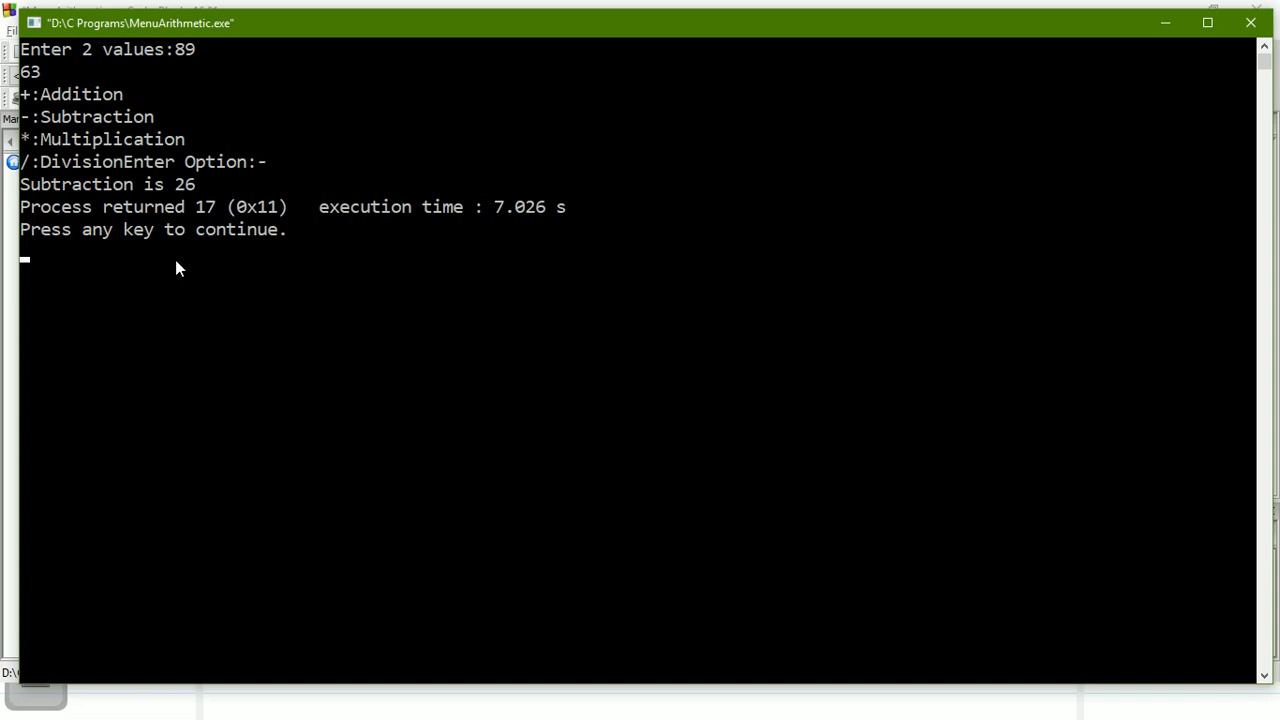 "D:\C Programs\MenuArithmetic.exe"
Enter 2 values:89
63
+:Addition
-:Subtraction
*:Multiplication
/:DivisionEnter Option:-
Subtraction is 26
Process returned 17 (0x11)   execution time : 7.026 s
Press any key to continue.